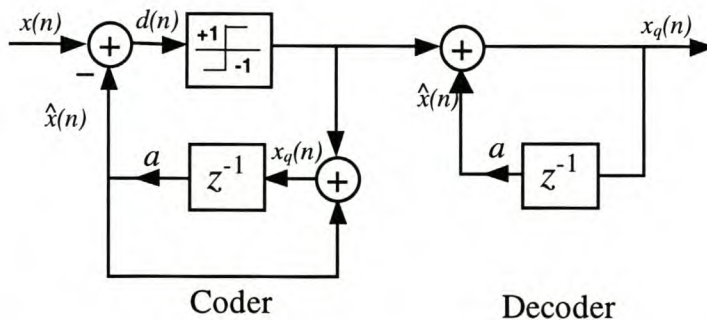 x(n)
d(n)
+1
-1
x_q(n)
−
x̂(n)
x̂(n)
a
z⁻¹
x_q(n)
a
z⁻¹
Coder
Decoder